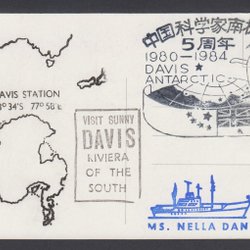 中国科学家南极
5周年
1980-1984
DAVIS ★
ANTARCTIC
DAVIS STATION
8°34'S 77°58'E
VISIT SUNNY
DAVIS
RIVIERA
OF THE
SOUTH
MS. NELLA DAN